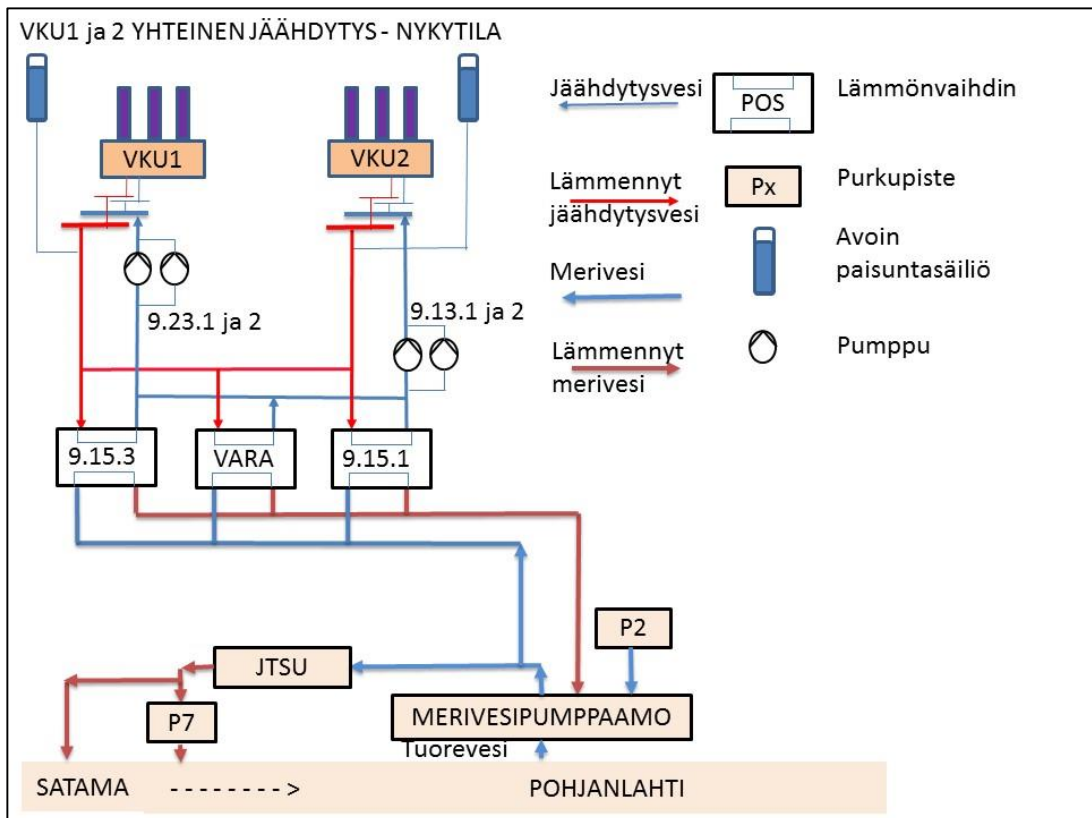 VKU1 ja 2 YHTEINEN JÄÄHDYTYS - NYKYTILA
VKU1
VKU2
9.23.1 ja 2
9.13.1 ja 2
9.15.3
VARA
9.15.1
Jäähdytysvesi
POS
Lämmönvaihdin
Lämmennyt
jäähdytysvesi
Px
Purkupiste
Merivesi
Avoin
paisuntasäiliö
Lämmennyt
merivesi
Pumppu
P2
JTSU
P7
MERIVESIPUMPPAAMO
Tuorevesi
SATAMA - - - - - - - - > POHJANLAHTI